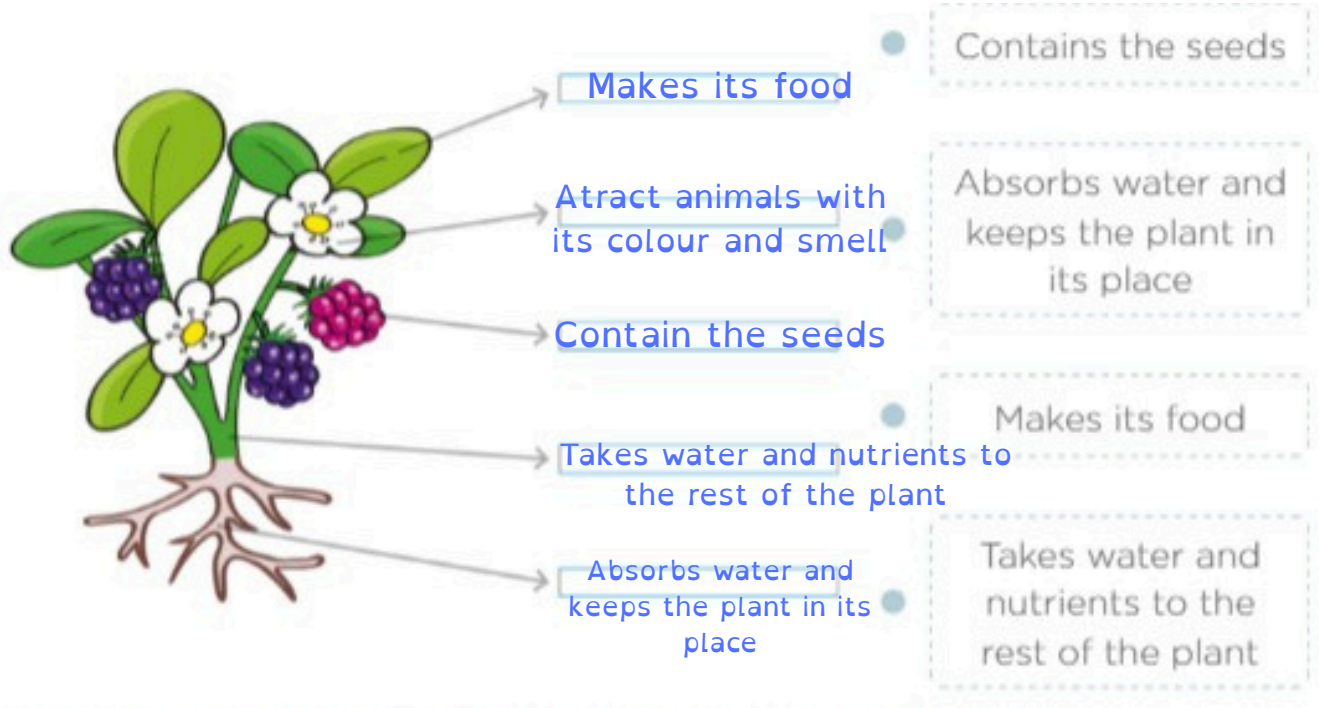 Makes its food
Atract animals with
its colour and smell
Contain the seeds
Takes water and nutrients to
the rest of the plant
Absorbs water and
keeps the plant in its
place
Contains the seeds
Absorbs water and
keeps the plant in
its place
Makes its food
Takes water and
nutrients to the
rest of the plant